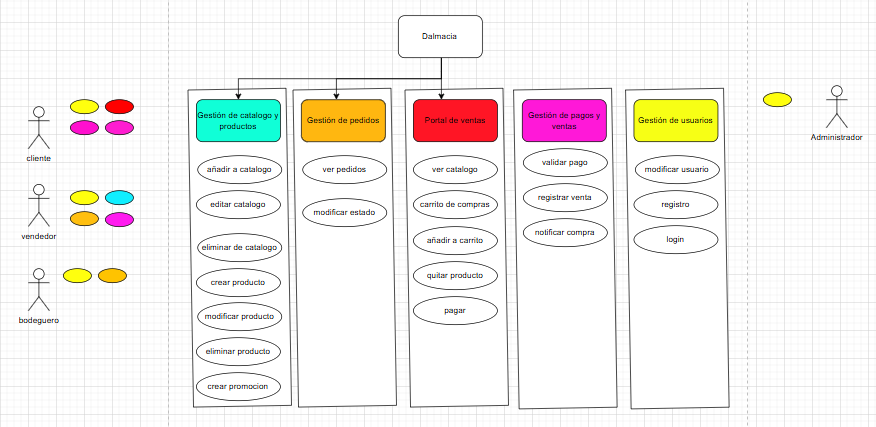 Dalmacia
Gestión de catalogo y
productos
añadir a catalogo
editar catalogo
eliminar de catalogo
crear producto
modificar producto
eliminar producto
crear promocion
Gestión de pedidos
ver pedidos
modificar estado
Portal de ventas
ver catalogo
carrito de compras
añadir a carrito
quitar producto
pagar
Gestión de pagos y
ventas
validar pago
registrar venta
notificar compra
Gestión de usuarios
modificar usuario
registro
login
cliente
vendedor
bodeguero
Administrador